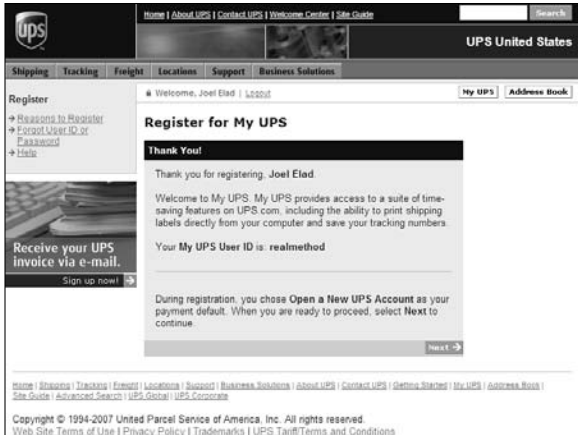 Home | About UPS | Contact UPS | Welcome Center | Site Guide
Search
ups
UPS United States
Shipping Tracking Freight Locations Support Business Solutions
Register
→ Reasons to Register
→ Forgot User ID or
Password
→ Help
Welcome, Joel Elad | Logout
My UPS Address Book
Register for My UPS
Thank You!
Thank you for registering, Joel Elad.
Welcome to My UPS. My UPS provides access to a suite of time-
saving features on UPS.com, including the ability to print shipping
labels directly from your computer and save your tracking numbers.
Your My UPS User ID is: realmethod
During registration, you chose Open a New UPS Account as your
payment default. When you are ready to proceed, select Next to
continue.
Next →
Receive your UPS
invoice via e-mail.
Sign up now! →
Home | Shipping | Tracking | Freight | Locations | Support | Business Solutions | About UPS | Contact UPS | Getting Started | My UPS | Address Book |
Site Guide | Advanced Search | UPS Global | UPS Corporate
Copyright © 1994-2007 United Parcel Service of America, Inc. All rights reserved.
Web Site Terms of Use | Privacy Policy | Trademarks | UPS Tariff/Terms and Conditions